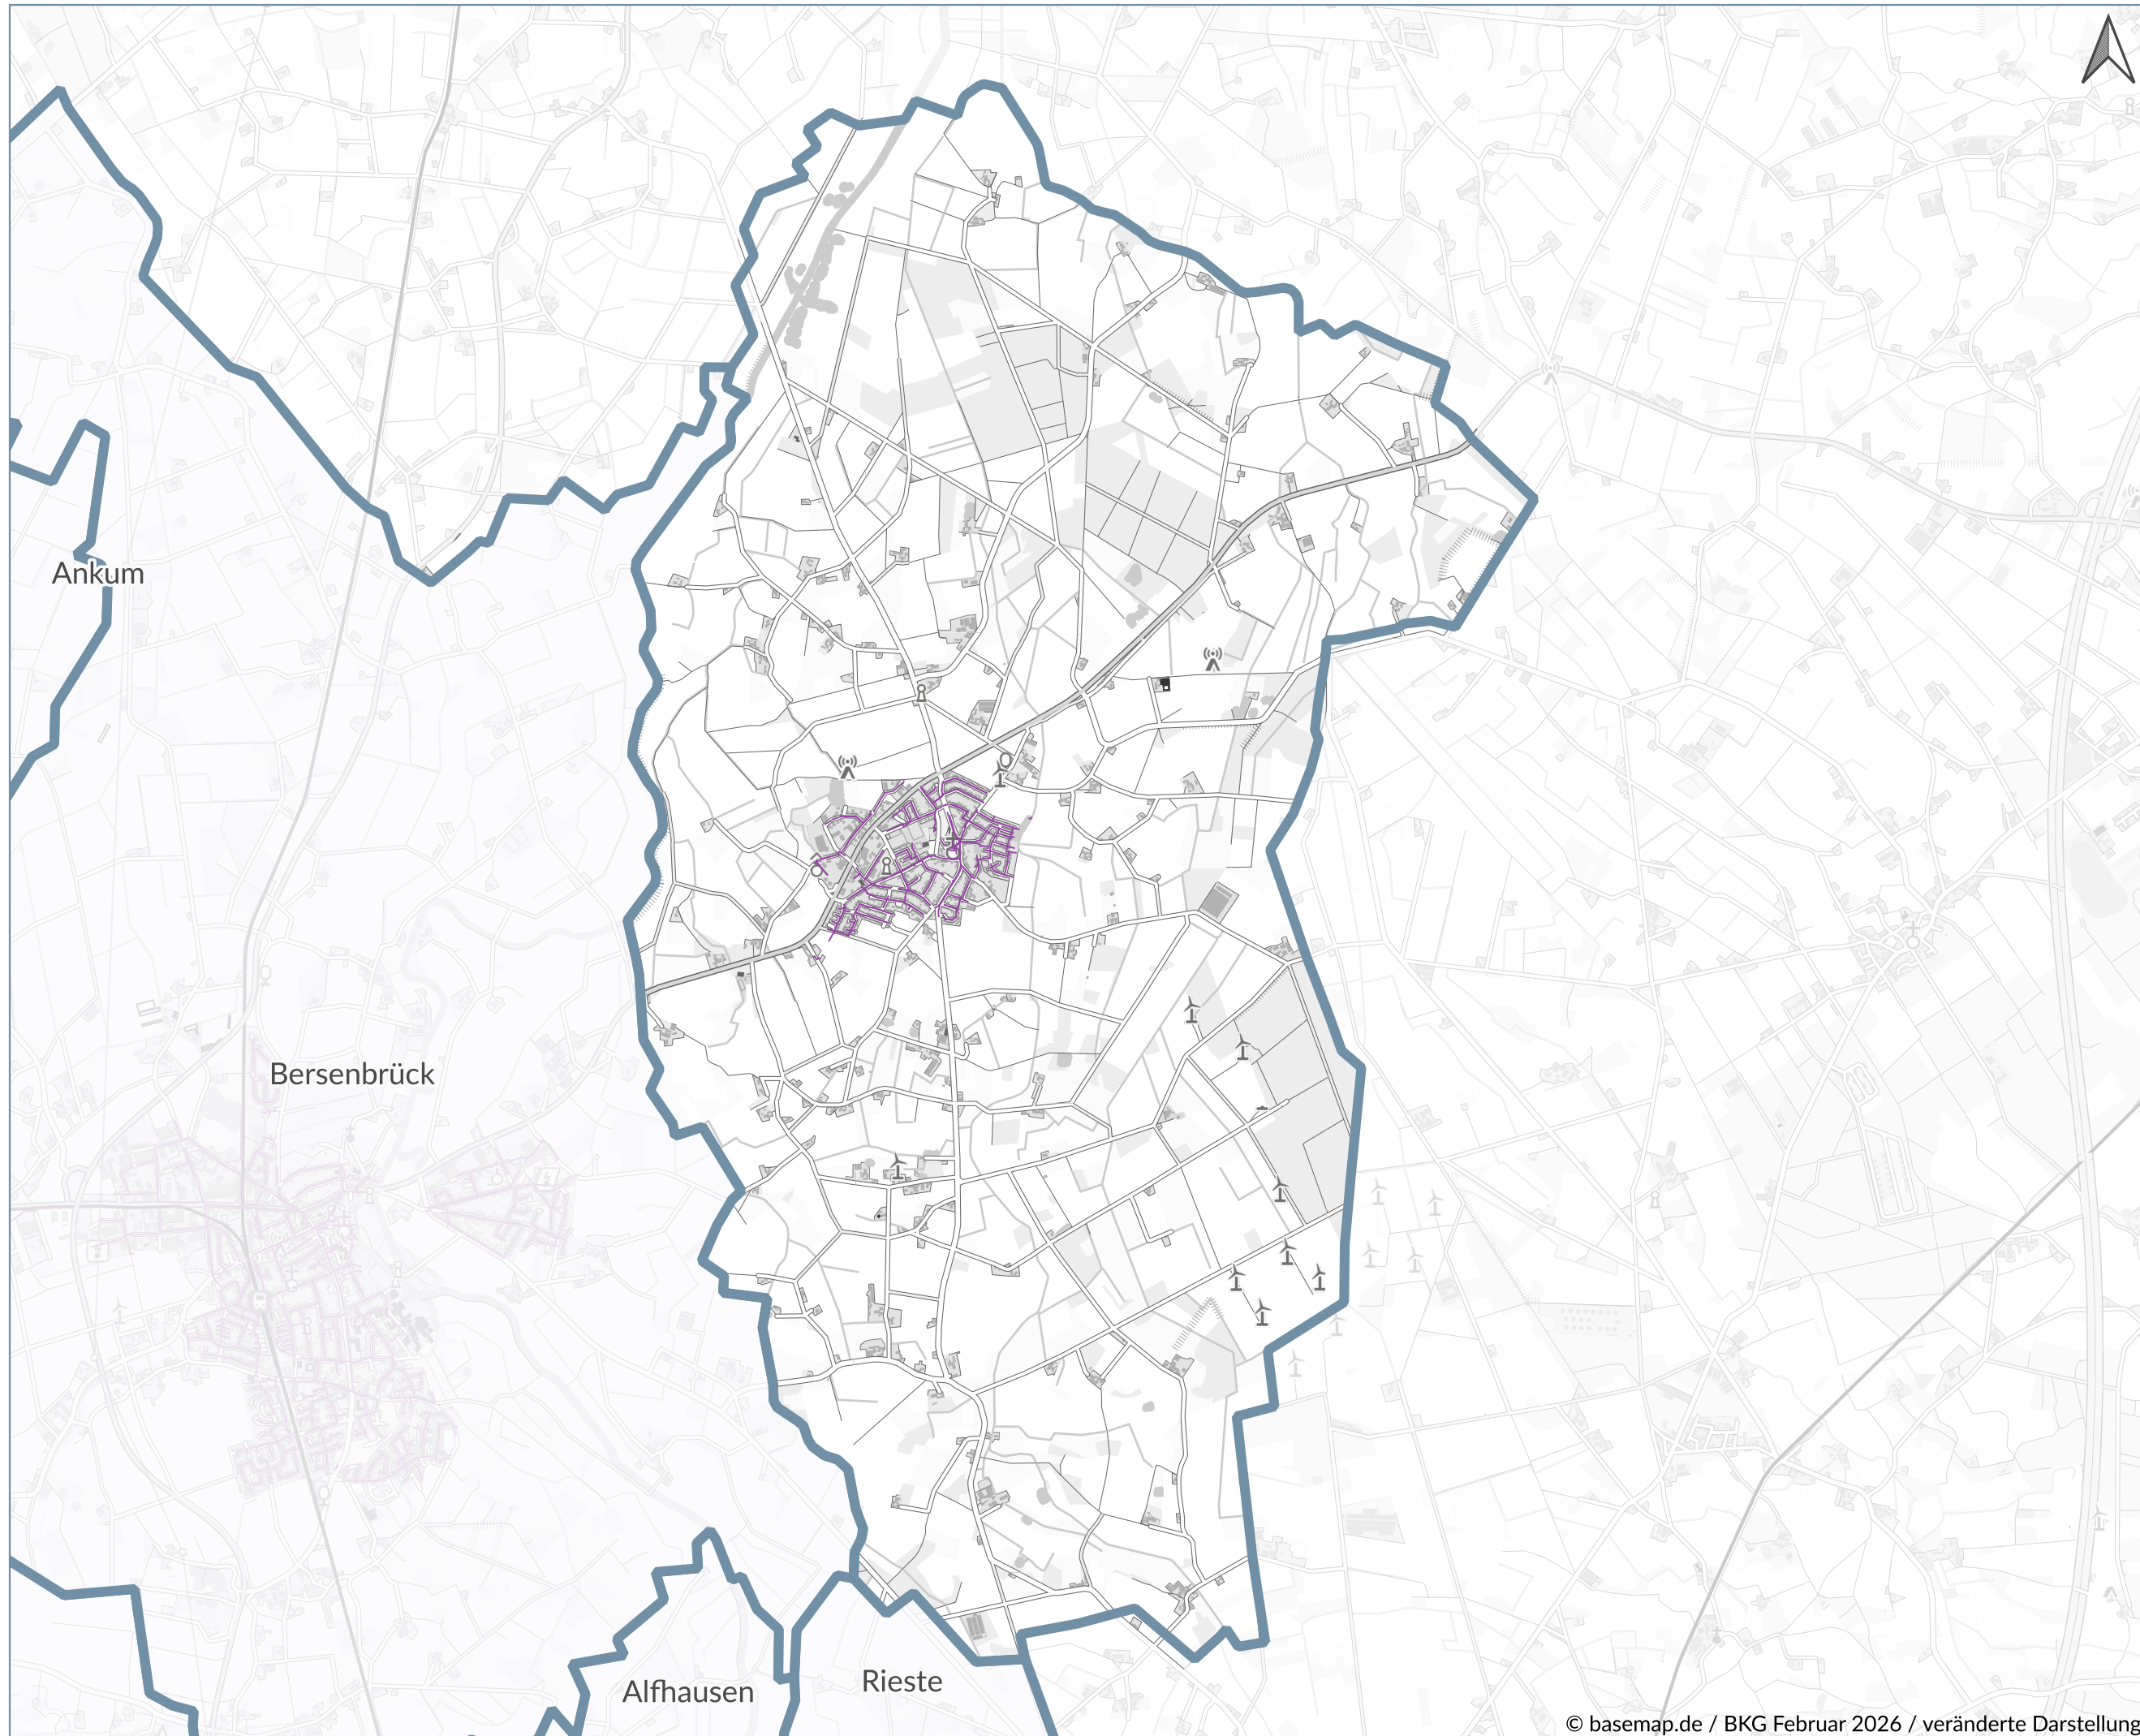 Ankum
Bersenbrück
Alfhausen
Rieste
© basemap.de / BKG Februar 2026 / veränderte Darstellung